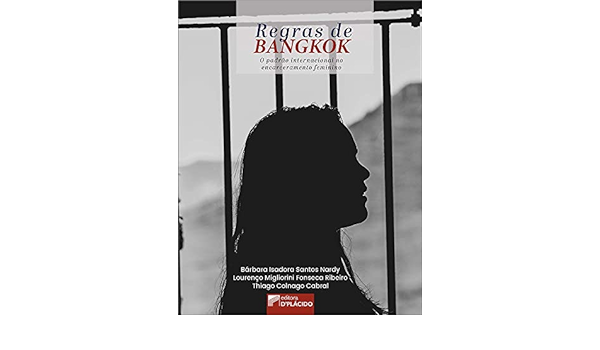 Regras de
BANGKOK
O padrão internacional no
encarceramento feminino
Bárbara Isadora Santos Nardy
Lourenço Migliorini Fonseca Ribeiro
Thiago Colnago Cabral
editora
D'PLÁCIDO